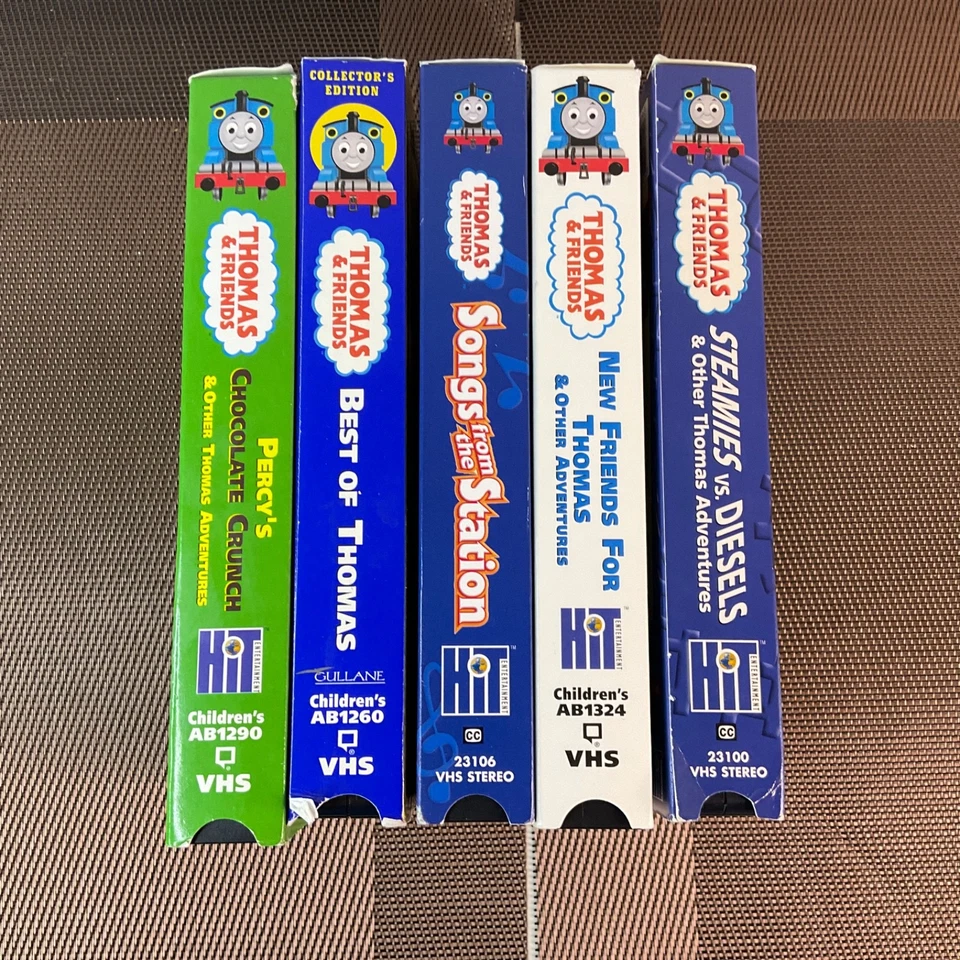 THOMAS
& FRIENDS
PERCY'S
CHOCOLATE CRUNCH
& OTHER THOMAS ADVENTURES
HiT
ENTERTAINMENT
Children's
AB1290
VHS
COLLECTOR'S
EDITION
THOMAS
& FRIENDS
BEST OF THOMAS
GULLANE
Children's
AB1260
VHS
THOMAS
& FRIENDS
Songs from the Station
HiT
ENTERTAINMENT
CC
23106
VHS STEREO
THOMAS
& FRIENDS
NEW FRIENDS FOR
THOMAS
& OTHER ADVENTURES
HiT
ENTERTAINMENT
Children's
AB1324
VHS
THOMAS
& FRIENDS
STEAMIES VS. DIESELS
& Other Thomas Adventures
HiT
ENTERTAINMENT
CC
23100
VHS STEREO